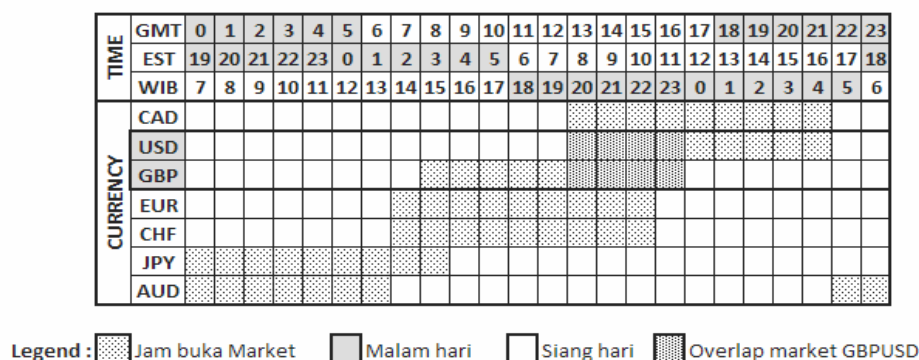 TIME
GMT 0 1 2 3 4 5 6 7 8 9 10 11 12 13 14 15 16 17 18 19 20 21 22 23
EST 19 20 21 22 23 0 1 2 3 4 5 6 7 8 9 10 11 12 13 14 15 16 17 18
WIB 7 8 9 10 11 12 13 14 15 16 17 18 19 20 21 22 23 0 1 2 3 4 5 6
CURRENCY
CAD
USD
GBP
EUR
CHF
JPY
AUD
Legend : Jam buka Market Malam hari Siang hari Overlap market GBPUSD